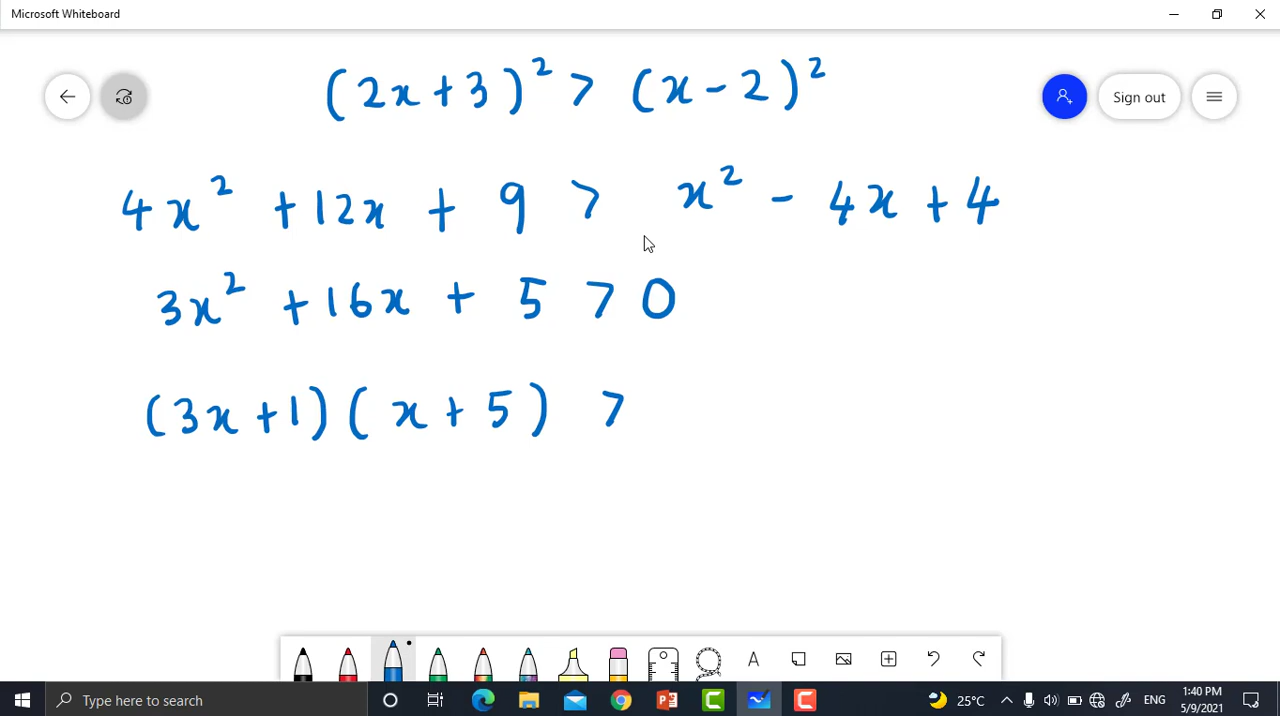 Microsoft Whiteboard
(2x+3)² > (x-2)²
Sign out
4x² +12x + 9 > x² - 4x + 4
3x² +16x + 5 > 0
(3x+1)(x+5) >
A
Type here to search
25°C
ENG
1:40 PM
5/9/2021